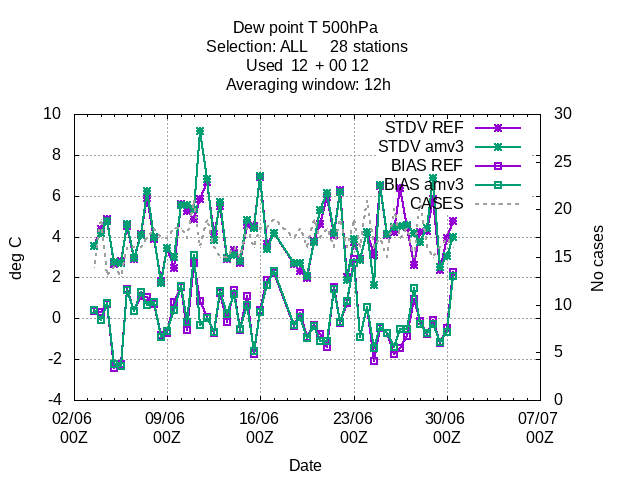 Dew point T 500hPa
Selection: ALL     28 stations
Used  12 + 00 12
Averaging window: 12h
10
8
6
4
2
0
-2
-4
deg C
30
25
20
15
10
5
0
No cases
STDV REF
STDV amv3
BIAS REF
BIAS amv3
CASES
02/06 09/06 16/06 23/06 30/06 07/07
00Z 00Z 00Z 00Z 00Z 00Z
Date